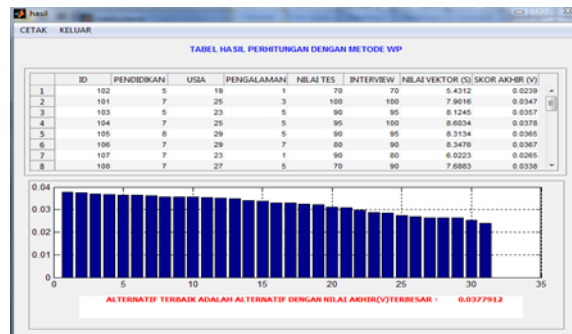 hasil
CETAK KELUAR
TABEL HASIL PERHITUNGAN DENGAN METODE WP
ID PENDIDIKAN USIA PENGALAMAN NILAI TES INTERVIEW NILAI VEKTOR (S) SKOR AKHIR (V)
1 102 5 19 1 70 70 5.4312 0.0239
2 101 7 25 3 100 100 7.9016 0.0347
3 103 5 23 5 90 95 8.1245 0.0357
4 104 7 25 5 100 95 8.6034 0.0378
5 105 8 29 5 90 95 8.3134 0.0365
6 106 7 29 7 80 90 8.3476 0.0367
7 107 7 23 1 90 80 6.0223 0.0265
8 108 7 27 5 70 90 7.6883 0.0338
0.04
0.03
0.02
0.01
0
0 5 10 15 20 25 30 35
ALTERNATIF TERBAIK ADALAH ALTERNATIF DENGAN NILAI AKHIR(V)TERBESAR : 0.0377912